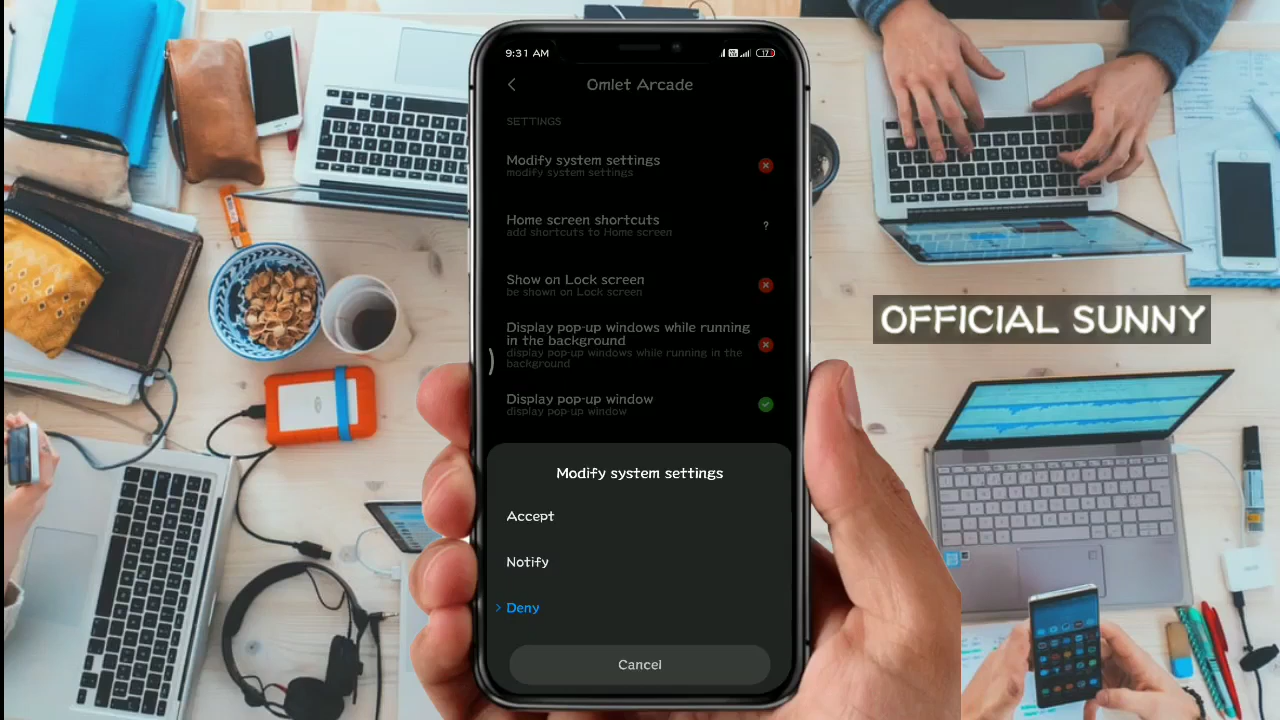 9:31 AM
17
Omlet Arcade
SETTINGS
Modify system settings
modify system settings
Home screen shortcuts
add shortcuts to Home screen
?
Show on Lock screen
be shown on Lock screen
Display pop-up windows while running
in the background
display pop-up windows while running in the
background
Display pop-up window
display pop-up window
Modify system settings
Accept
Notify
Deny
Cancel
OFFICIAL SUNNY